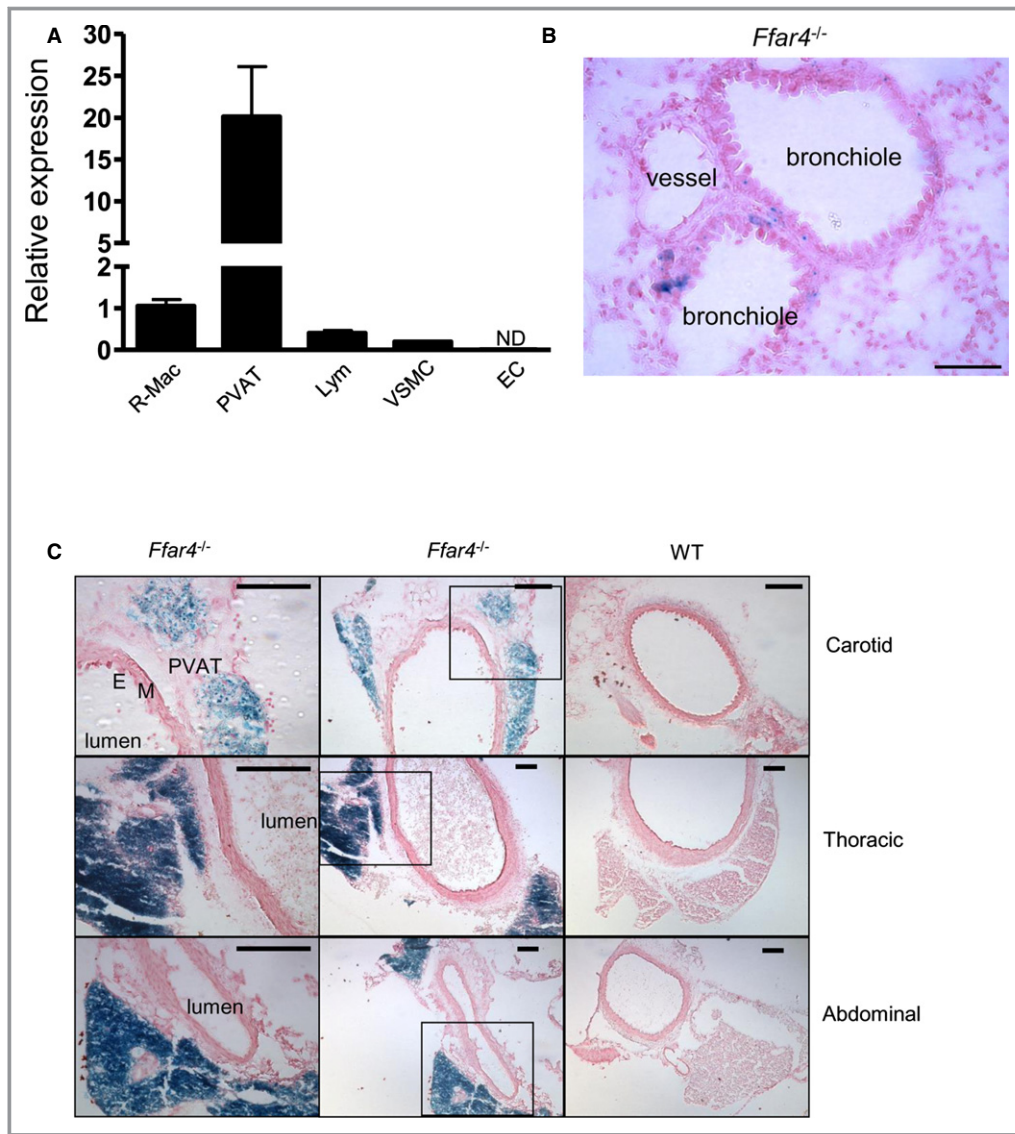 A
Relative expression
30
25
20
15
10
5
2
1
0
ND
R-Mac
PVAT
Lym
VSMC
EC
B
Ffar4-/-
vessel
bronchiole
bronchiole
C
Ffar4-/-
Ffar4-/-
WT
PVAT
E
M
lumen
Carotid
lumen
Thoracic
lumen
Abdominal